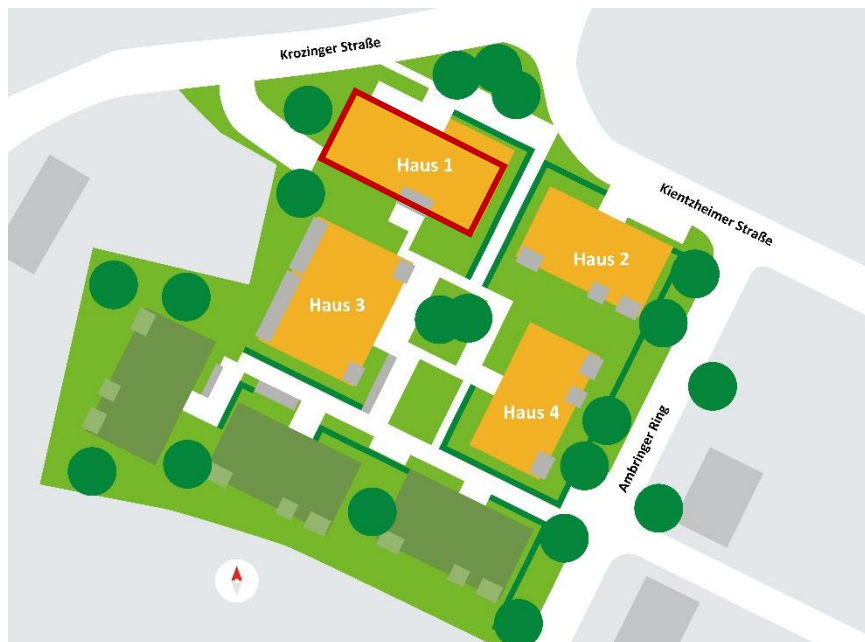 Krozinger Straße
Haus 1
Kientzheimer Straße
Haus 2
Haus 3
Haus 4
Ambringer Ring